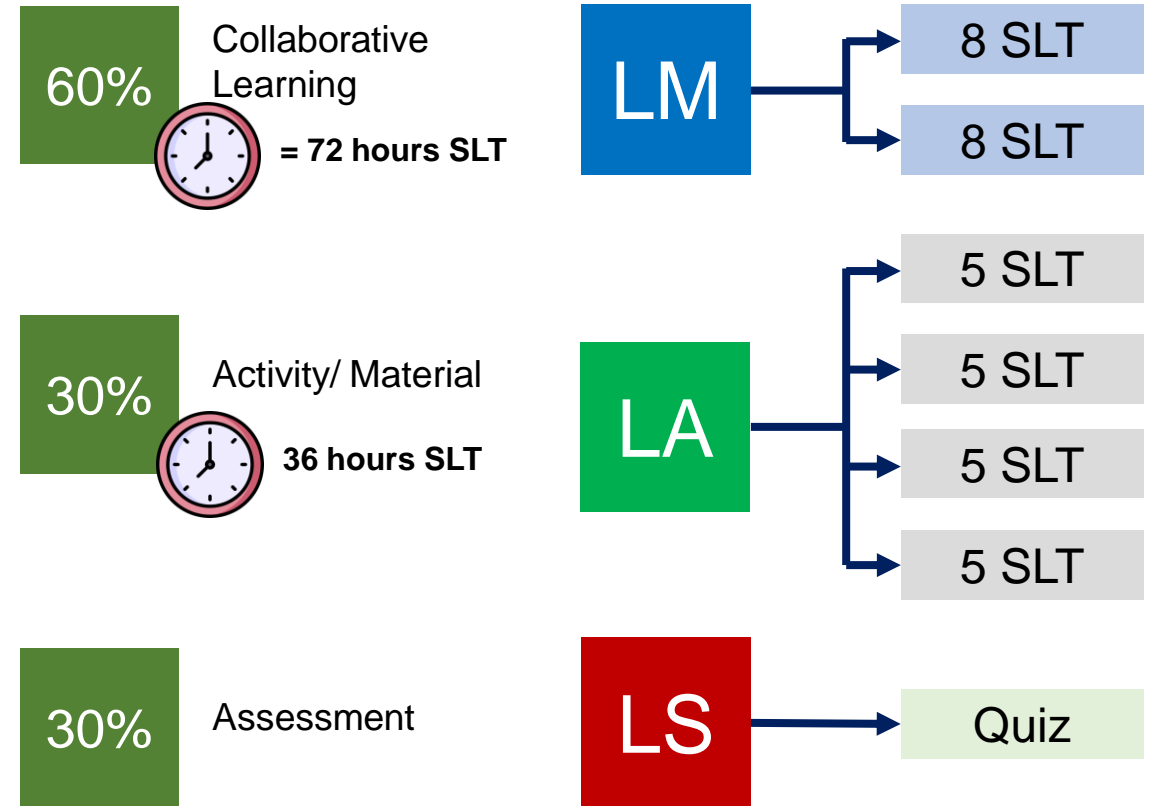 60%
Collaborative
Learning
= 72 hours SLT
LM
8 SLT
8 SLT
30%
Activity/ Material
36 hours SLT
LA
5 SLT
5 SLT
5 SLT
5 SLT
30%
Assessment
LS
Quiz